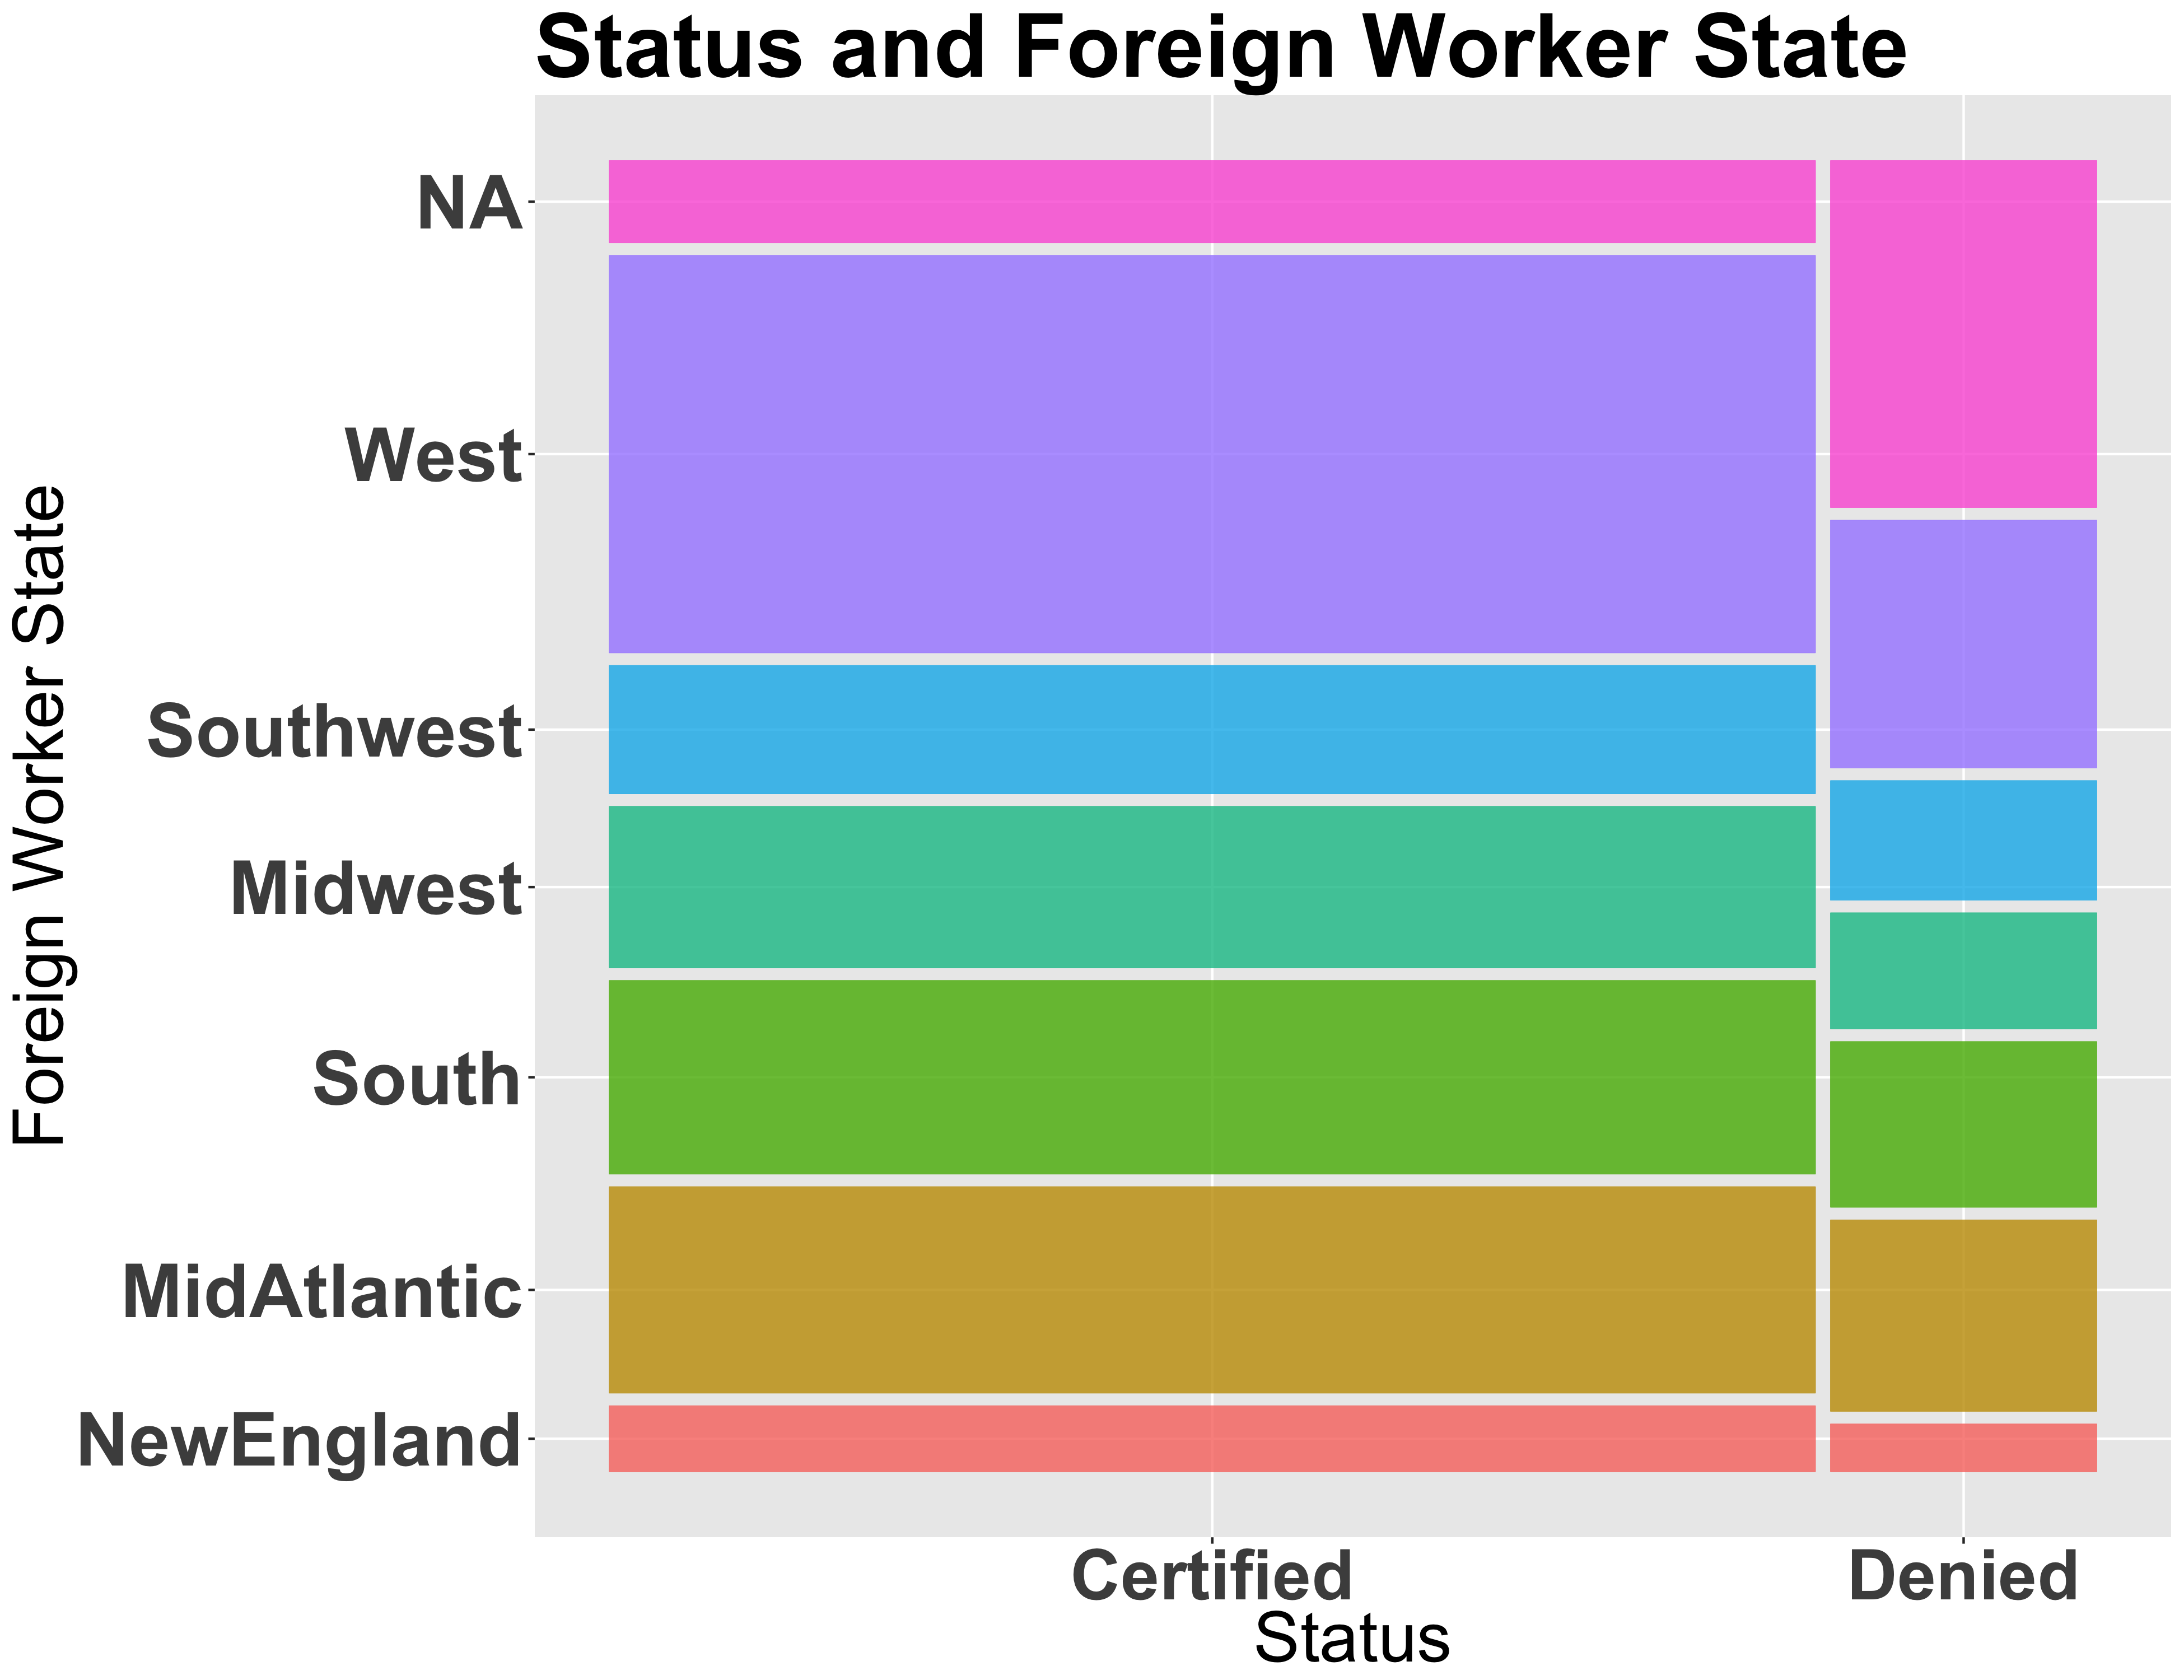 Status and Foreign Worker State
NA
West
Southwest
Midwest
South
MidAtlantic
NewEngland
Foreign Worker State
Certified
Denied
Status